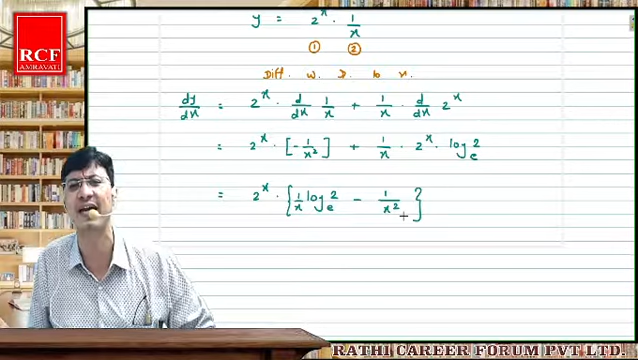 RCF
AMRAVATI
y = 2^x · 1/x
① ②
Diff. w. r. to x.
dy/dx = 2^x · d/dx 1/x + 1/x · d/dx 2^x
= 2^x · [-1/x²] + 1/x · 2^x · log_e 2
= 2^x · {1/x log_e 2 - 1/x²}
RATHI CAREER FORUM PVT LTD.